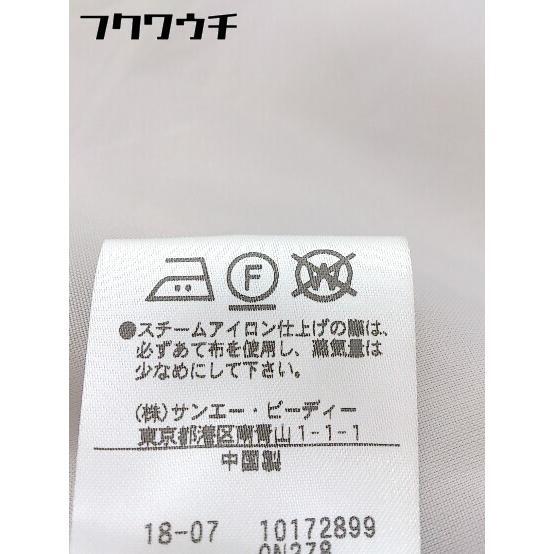 フクワウチ
F W
●スチームアイロン仕上げの際は、
必ずあて布を使用し、蒸気量は
少なめにして下さい。
(株)サンエー・ビーディー
東京都港区南青山1-1-1
中国製
18-07 10172899